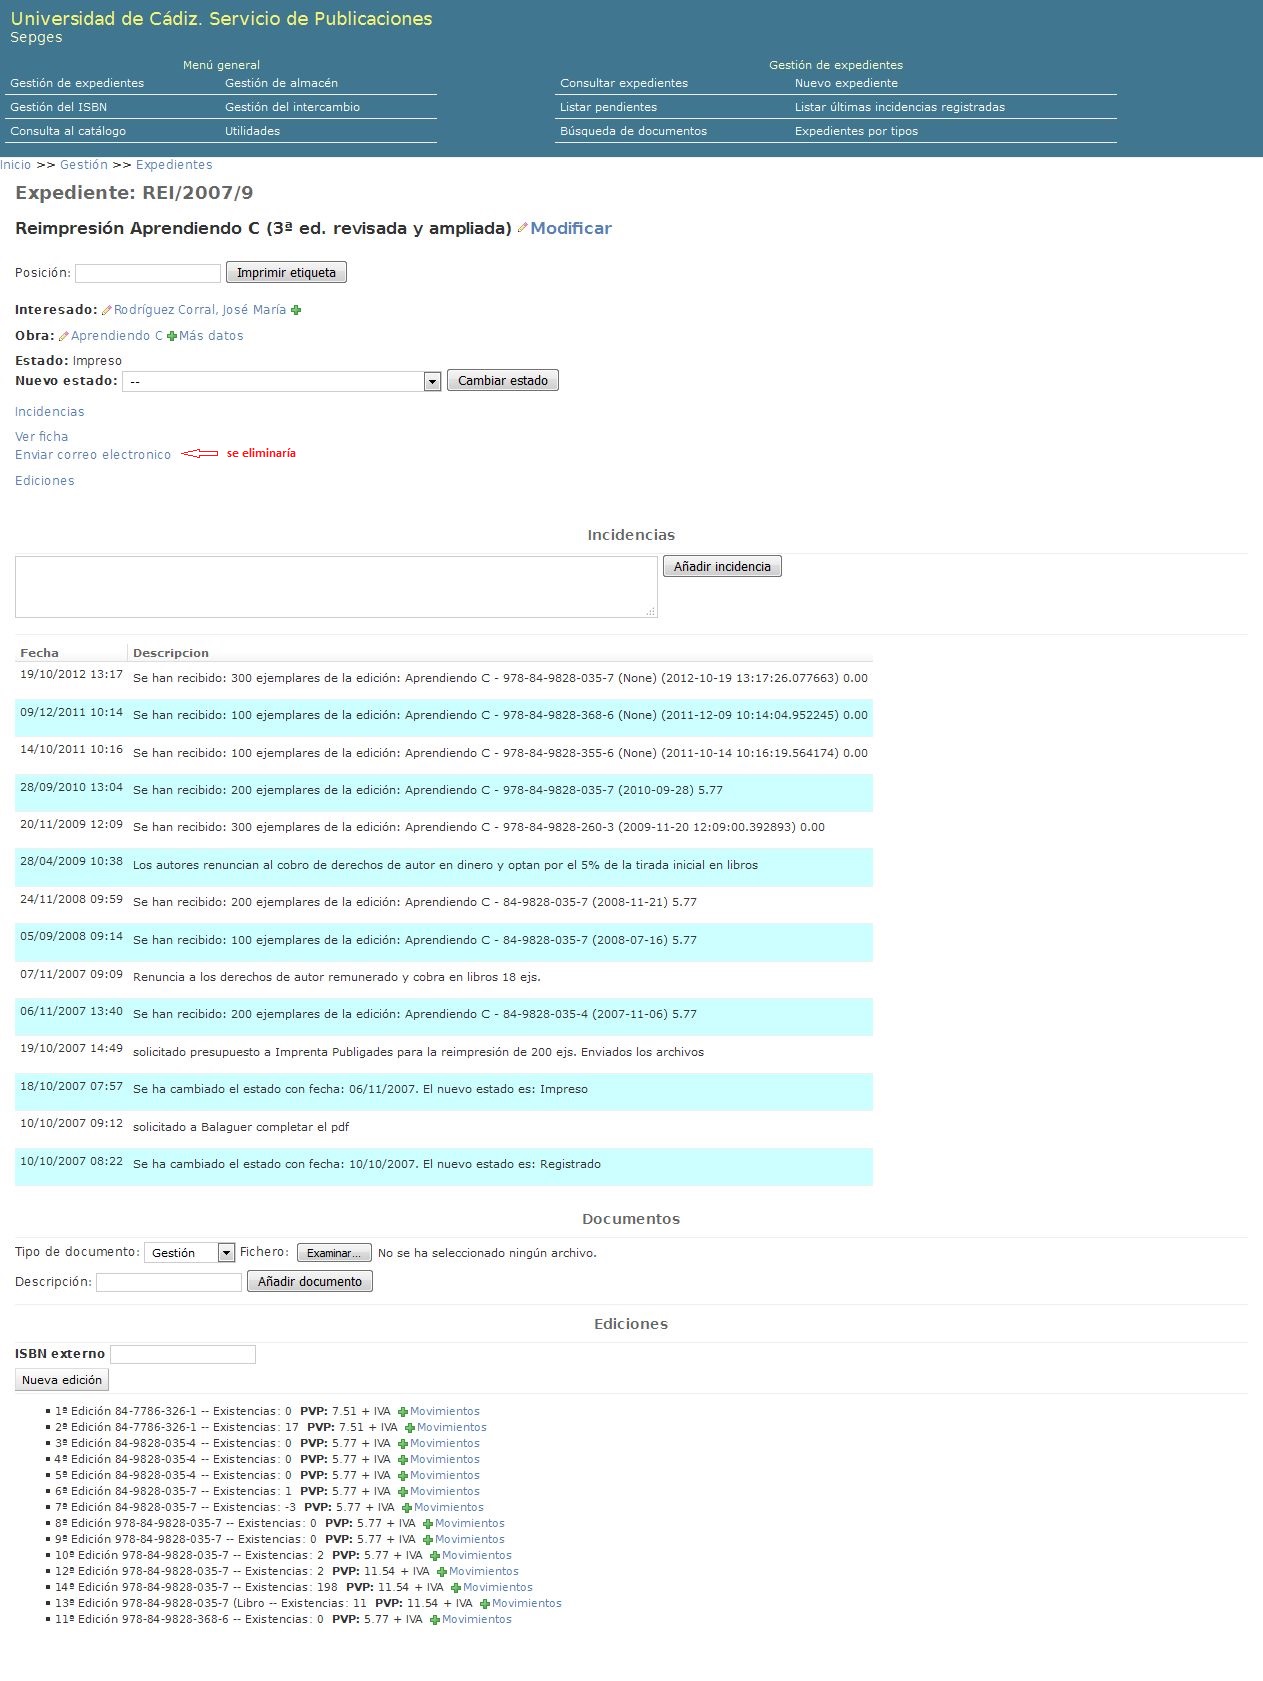 Universidad de Cádiz. Servicio de Publicaciones
Sepges
Menú general
Gestión de expedientes Gestión de almacén
Gestión del ISBN Gestión del intercambio
Consulta al catálogo Utilidades
Gestión de expedientes
Consultar expedientes Nuevo expediente
Listar pendientes Listar últimas incidencias registradas
Búsqueda de documentos Expedientes por tipos
Inicio >> Gestión >> Expedientes
Expediente: REI/2007/9
Reimpresión Aprendiendo C (3ª ed. revisada y ampliada) Modificar
Posición: Imprimir etiqueta
Interesado: Rodríguez Corral, José María
Obra: Aprendiendo C Más datos
Estado: Impreso
Nuevo estado: -- Cambiar estado
Incidencias
Ver ficha
Enviar correo electronico se eliminaría
Ediciones
Incidencias
Añadir incidencia
Fecha Descripcion
19/10/2012 13:17 Se han recibido: 300 ejemplares de la edición: Aprendiendo C - 978-84-9828-035-7 (None) (2012-10-19 13:17:26.077663) 0.00
09/12/2011 10:14 Se han recibido: 100 ejemplares de la edición: Aprendiendo C - 978-84-9828-368-6 (None) (2011-12-09 10:14:04.952245) 0.00
14/10/2011 10:16 Se han recibido: 100 ejemplares de la edición: Aprendiendo C - 978-84-9828-355-6 (None) (2011-10-14 10:16:19.564174) 0.00
28/09/2010 13:04 Se han recibido: 200 ejemplares de la edición: Aprendiendo C - 978-84-9828-035-7 (2010-09-28) 5.77
20/11/2009 12:09 Se han recibido: 300 ejemplares de la edición: Aprendiendo C - 978-84-9828-260-3 (2009-11-20 12:09:00.392893) 0.00
28/04/2009 10:38 Los autores renuncian al cobro de derechos de autor en dinero y optan por el 5% de la tirada inicial en libros
24/11/2008 09:59 Se han recibido: 200 ejemplares de la edición: Aprendiendo C - 84-9828-035-7 (2008-11-21) 5.77
05/09/2008 09:14 Se han recibido: 100 ejemplares de la edición: Aprendiendo C - 84-9828-035-7 (2008-07-16) 5.77
07/11/2007 09:09 Renuncia a los derechos de autor remunerado y cobra en libros 18 ejs.
06/11/2007 13:40 Se han recibido: 200 ejemplares de la edición: Aprendiendo C - 84-9828-035-4 (2007-11-06) 5.77
19/10/2007 14:49 solicitado presupuesto a Imprenta Publigades para la reimpresión de 200 ejs. Enviados los archivos
18/10/2007 07:57 Se ha cambiado el estado con fecha: 06/11/2007. El nuevo estado es: Impreso
10/10/2007 09:12 solicitado a Balaguer completar el pdf
10/10/2007 08:22 Se ha cambiado el estado con fecha: 10/10/2007. El nuevo estado es: Registrado
Documentos
Tipo de documento: Gestión Fichero: Examinar... No se ha seleccionado ningún archivo.
Descripción: Añadir documento
Ediciones
ISBN externo
Nueva edición
1ª Edición 84-7786-326-1 -- Existencias: 0 PVP: 7.51 + IVA Movimientos
2ª Edición 84-7786-326-1 -- Existencias: 17 PVP: 7.51 + IVA Movimientos
3ª Edición 84-9828-035-4 -- Existencias: 0 PVP: 5.77 + IVA Movimientos
4ª Edición 84-9828-035-4 -- Existencias: 0 PVP: 5.77 + IVA Movimientos
5ª Edición 84-9828-035-4 -- Existencias: 0 PVP: 5.77 + IVA Movimientos
6ª Edición 84-9828-035-7 -- Existencias: 1 PVP: 5.77 + IVA Movimientos
7ª Edición 84-9828-035-7 -- Existencias: -3 PVP: 5.77 + IVA Movimientos
8ª Edición 978-84-9828-035-7 -- Existencias: 0 PVP: 5.77 + IVA Movimientos
9ª Edición 978-84-9828-035-7 -- Existencias: 0 PVP: 5.77 + IVA Movimientos
10ª Edición 978-84-9828-035-7 -- Existencias: 2 PVP: 5.77 + IVA Movimientos
12ª Edición 978-84-9828-035-7 -- Existencias: 2 PVP: 11.54 + IVA Movimientos
14ª Edición 978-84-9828-035-7 -- Existencias: 198 PVP: 11.54 + IVA Movimientos
13ª Edición 978-84-9828-035-7 (Libro -- Existencias: 11 PVP: 11.54 + IVA Movimientos
11ª Edición 978-84-9828-368-6 -- Existencias: 0 PVP: 5.77 + IVA Movimientos